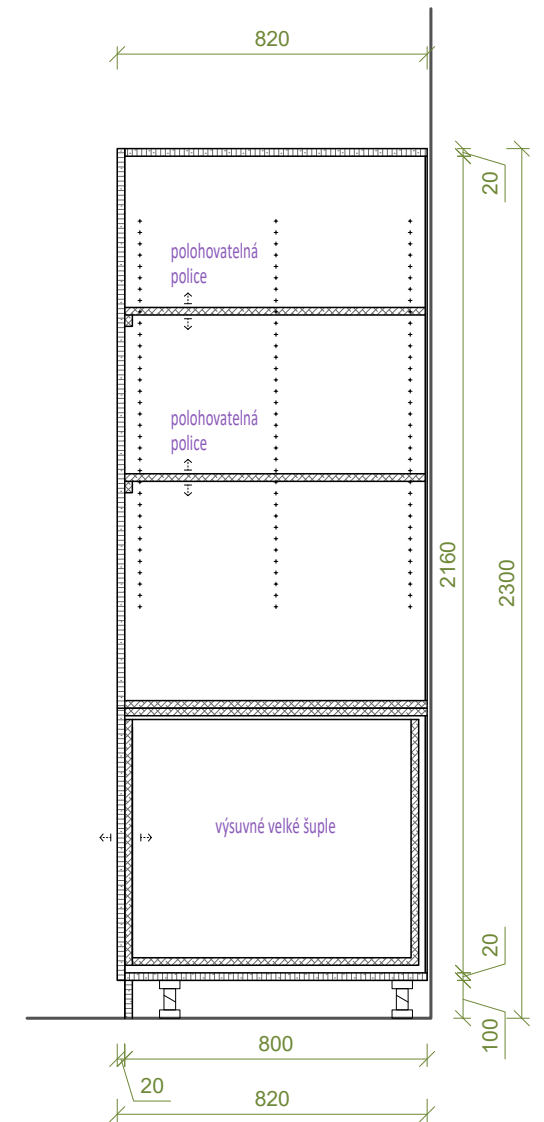 820
20
polohovatelná
police
polohovatelná
police
2160
2300
výsuvné velké šuple
20
100
800
20
820